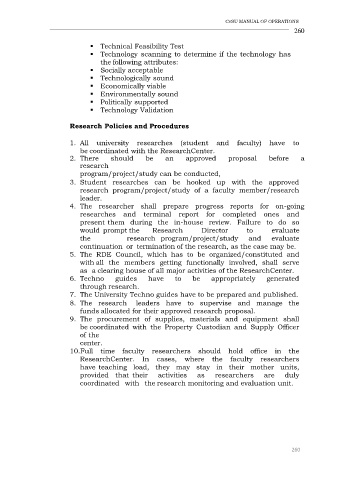 CNSU MANUAL OF OPERATIONS
260
▪ Technical Feasibility Test
▪ Technology scanning to determine if the technology has
the following attributes:
▪ Socially acceptable
▪ Technologically sound
▪ Economically viable
▪ Environmentally sound
▪ Politically supported
▪ Technology Validation
Research Policies and Procedures
1. All university researches (student and faculty) have to
be coordinated with the ResearchCenter.
2. There should be an approved proposal before a
research
program/project/study can be conducted,
3. Student researches can be hooked up with the approved
research program/project/study of a faculty member/research
leader.
4. The researcher shall prepare progress reports for on-going
researches and terminal report for completed ones and
present them during the in-house review. Failure to do so
would prompt the Research Director to evaluate
the research program/project/study and evaluate
continuation or termination of the research, as the case may be.
5. The RDE Council, which has to be organized/constituted and
with all the members getting functionally involved, shall serve
as a clearing house of all major activities of the ResearchCenter.
6. Techno guides have to be appropriately generated
through research.
7. The University Techno guides have to be prepared and published.
8. The research leaders have to supervise and manage the
funds allocated for their approved research proposal.
9. The procurement of supplies, materials and equipment shall
be coordinated with the Property Custodian and Supply Officer
of the
center.
10.Full time faculty researchers should hold office in the
ResearchCenter. In cases, where the faculty researchers
have teaching load, they may stay in their mother units,
provided that their activities as researchers are duly
coordinated with the research monitoring and evaluation unit.
260